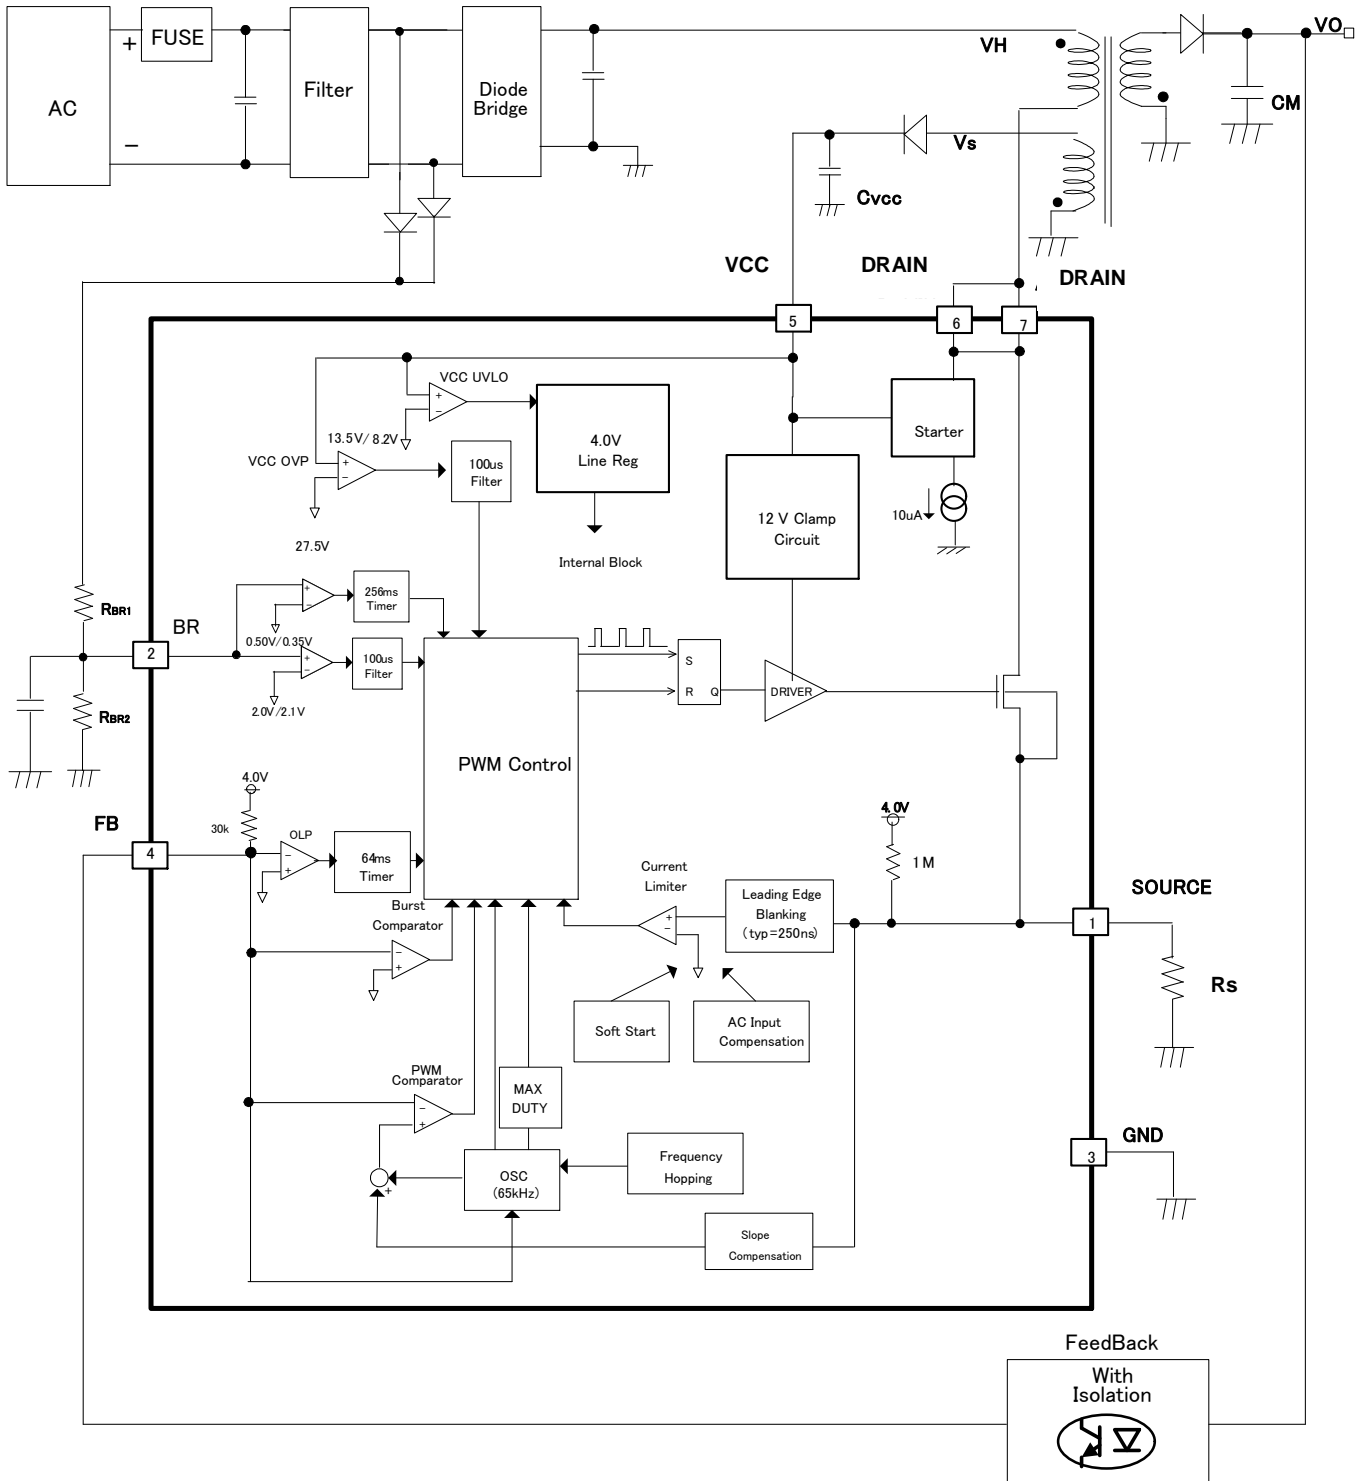 AC
+
−
FUSE
Filter
Diode
Bridge
VH
VO
CM
Vs
Cvcc
VCC
DRAIN
DRAIN
5
6
7
VCC UVLO
+
−
13.5V/ 8.2V
4.0V
Line Reg
Internal Block
VCC OVP
+
−
27.5V
100us
Filter
Starter
10uA
12 V Clamp
Circuit
RBR1
BR
2
RBR2
+
−
0.50V/0.35V
256ms
Timer
+
−
2.0V/2.1V
100us
Filter
PWM Control
S
R
Q
DRIVER
4.0V
30k
FB
4
OLP
−
+
64ms
Timer
Burst
Comparator
−
+
Current
Limiter
+
−
Leading Edge
Blanking
(typ=250ns)
4.0V
1M
SOURCE
1
Rs
Soft Start
AC Input
Compensation
PWM
Comparator
−
+
MAX
DUTY
+
OSC
(65kHz)
Frequency
Hopping
Slope
Compensation
GND
3
FeedBack
With
Isolation